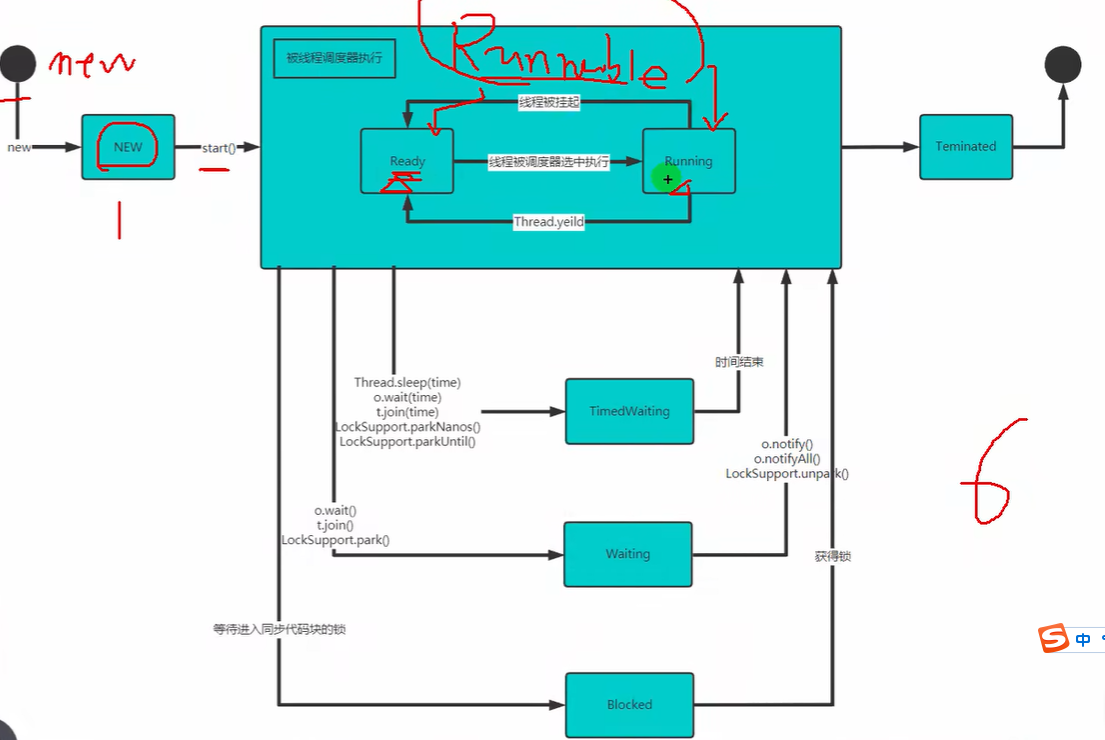 new
Runnable
被线程调度器执行
线程被挂起
new
NEW
start()
Ready
线程被调度器选中执行
Running
Teminated
Thread.yeild
1
时间结束
Thread.sleep(time)
o.wait(time)
t.join(time)
LockSupport.parkNanos()
LockSupport.parkUntil()
TimedWaiting
o.notify()
o.notifyAll()
LockSupport.unpark()
6
o.wait()
t.join()
LockSupport.park()
Waiting
获得锁
等待进入同步代码块的锁
S 中
Blocked